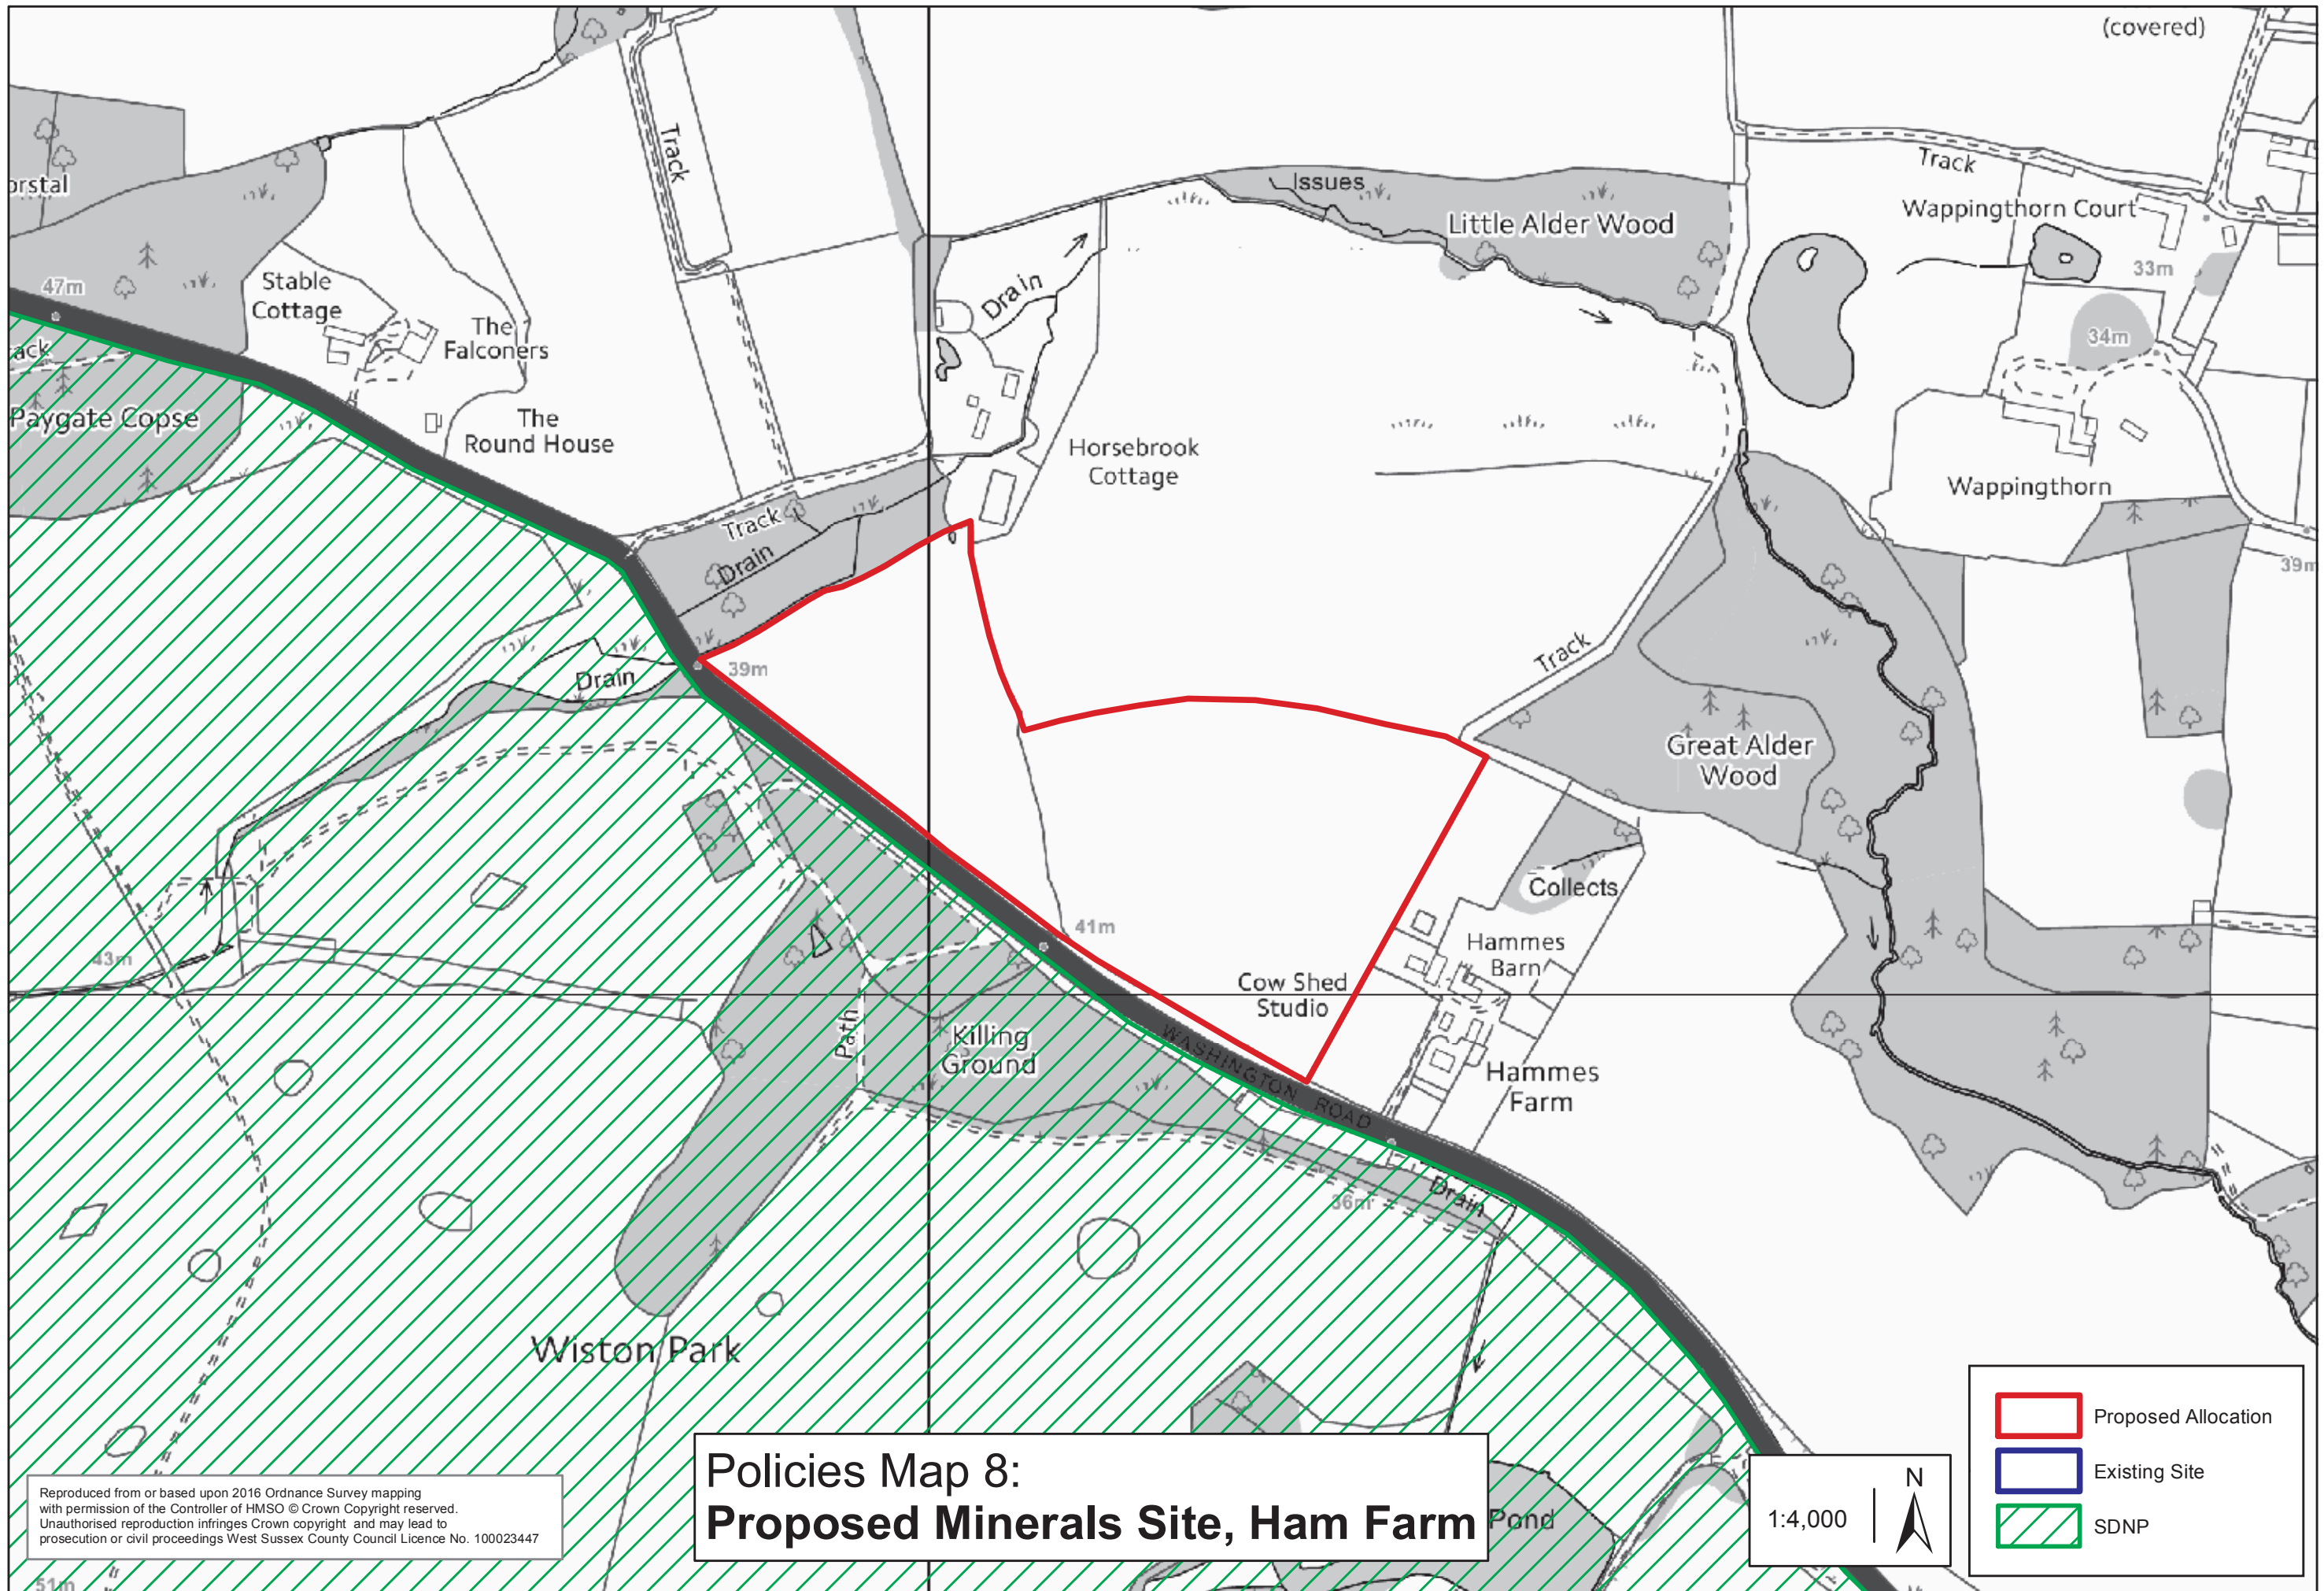 (covered)
Track
Track
orstal
Issues
Little Alder Wood
Wappingthorn Court
47m
Stable
Cottage
The
Falconers
Drain
33m
34m
ack
Paygate Copse
The
Round House
Horsebrook
Cottage
Wappingthorn
Track
Drain
39m
39m
Drain
Track
Great Alder
Wood
Collects
41m
43m
Hammes
Barn
Cow Shed
Studio
Path
Killing
Ground
WASHINGTON ROAD
Hammes
Farm
Drain
36m
Wiston Park
Pond
51m
Policies Map 8:
Proposed Minerals Site, Ham Farm
Reproduced from or based upon 2016 Ordnance Survey mapping
with permission of the Controller of HMSO © Crown Copyright reserved.
Unauthorised reproduction infringes Crown copyright and may lead to
prosecution or civil proceedings West Sussex County Council Licence No. 100023447
1:4,000
N
Proposed Allocation
Existing Site
SDNP